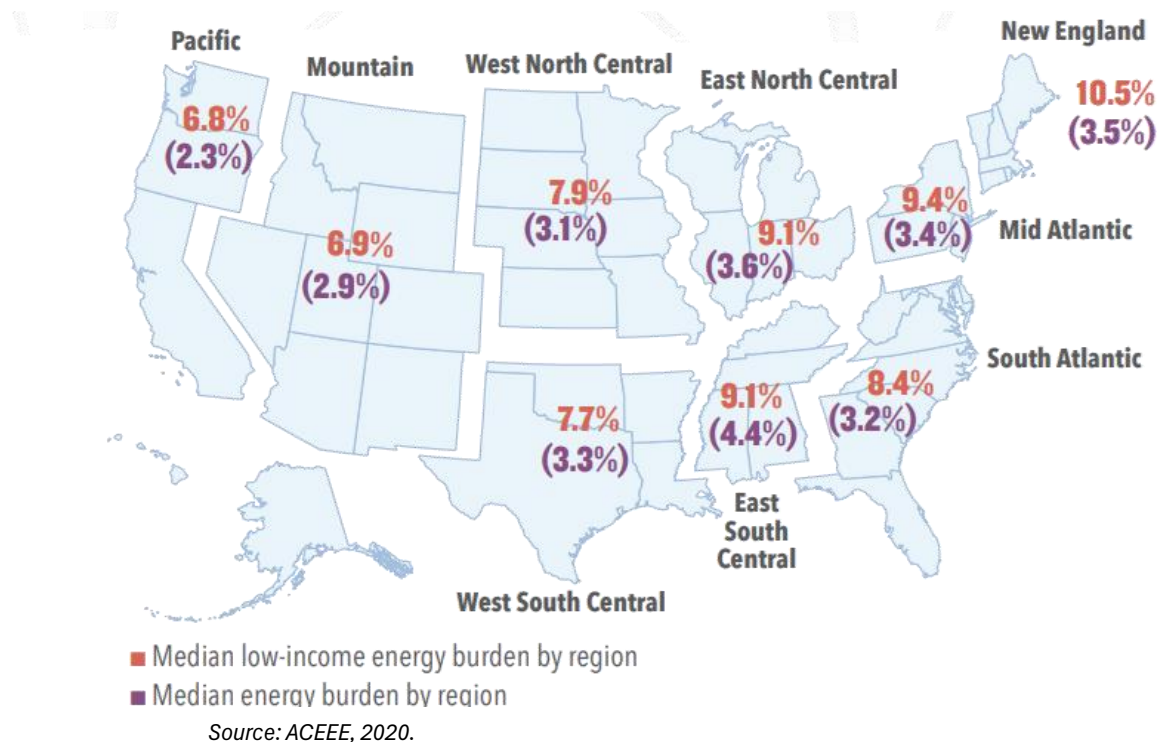 New England
Pacific
Mountain
West North Central
East North Central
10.5%
(3.5%)
6.8%
(2.3%)
7.9%
(3.1%)
9.4%
(3.4%)
Mid Atlantic
6.9%
(2.9%)
9.1%
(3.6%)
South Atlantic
8.4%
(3.2%)
9.1%
(4.4%)
7.7%
(3.3%)
East
South
Central
West South Central
Median low-income energy burden by region
Median energy burden by region
Source: ACEEE, 2020.